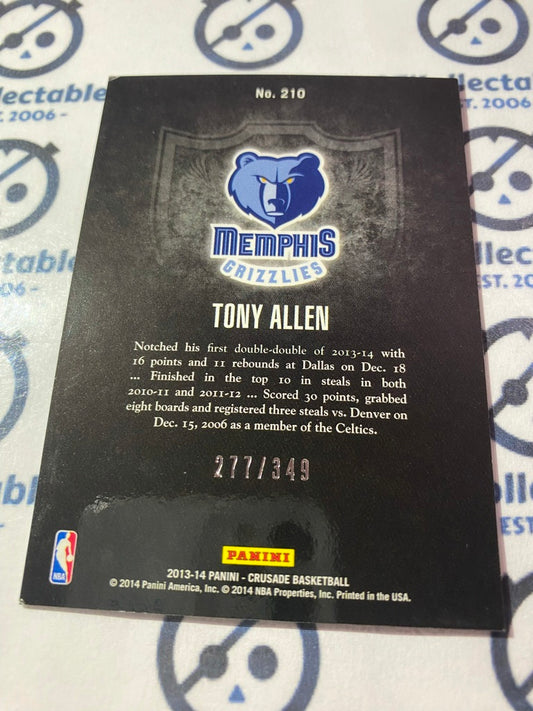 No. 210
MEMPHIS
GRIZZLIES
TONY ALLEN
Notched his first double-double of 2013-14 with
16 points and 11 rebounds at Dallas on Dec. 18
... Finished in the top 10 in steals in both
2010-11 and 2011-12 ... Scored 30 points, grabbed
eight boards and registered three steals vs. Denver on
Dec. 15, 2006 as a member of the Celtics.
277/349
PANINI
NBA
2013-14 PANINI - CRUSADE BASKETBALL
© 2014 Panini America, Inc. © 2014 NBA Properties, Inc. Printed in the USA.